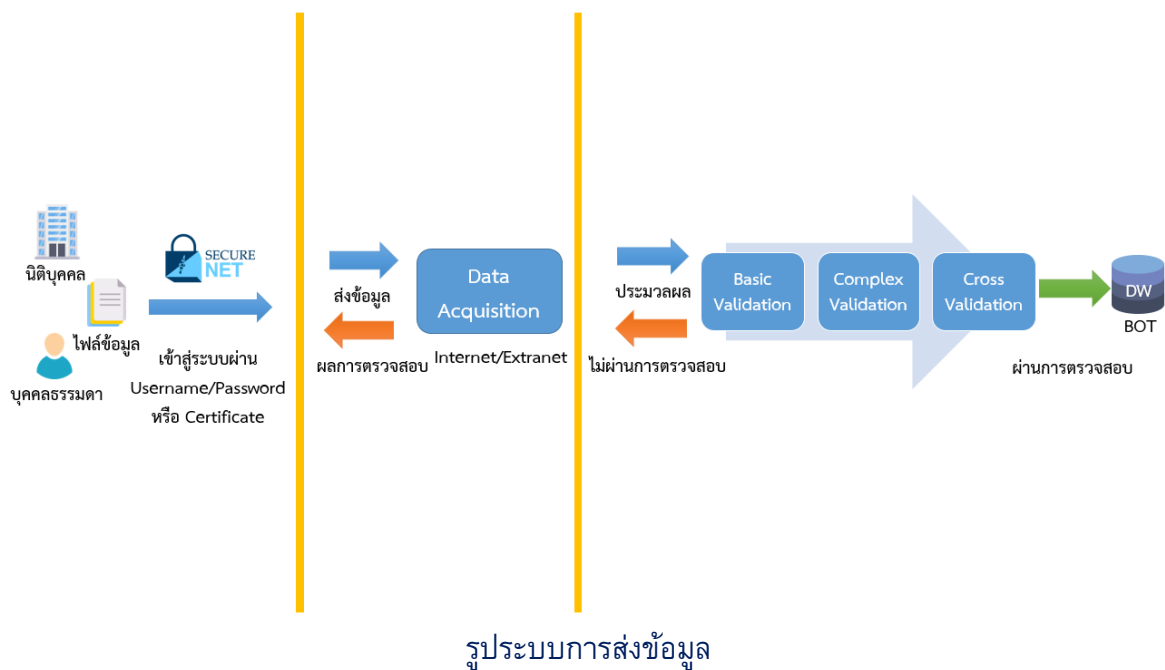 นิติบุคคล
ไฟล์ข้อมูล
บุคคลธรรมดา
SECURE
NET
เข้าสู่ระบบผ่าน
Username/Password
หรือ Certificate
ส่งข้อมูล
ผลการตรวจสอบ
Data
Acquisition
Internet/Extranet
ประมวลผล
ไม่ผ่านการตรวจสอบ
Basic
Validation
Complex
Validation
Cross
Validation
ผ่านการตรวจสอบ
DW
BOT
รูประบบการส่งข้อมูล